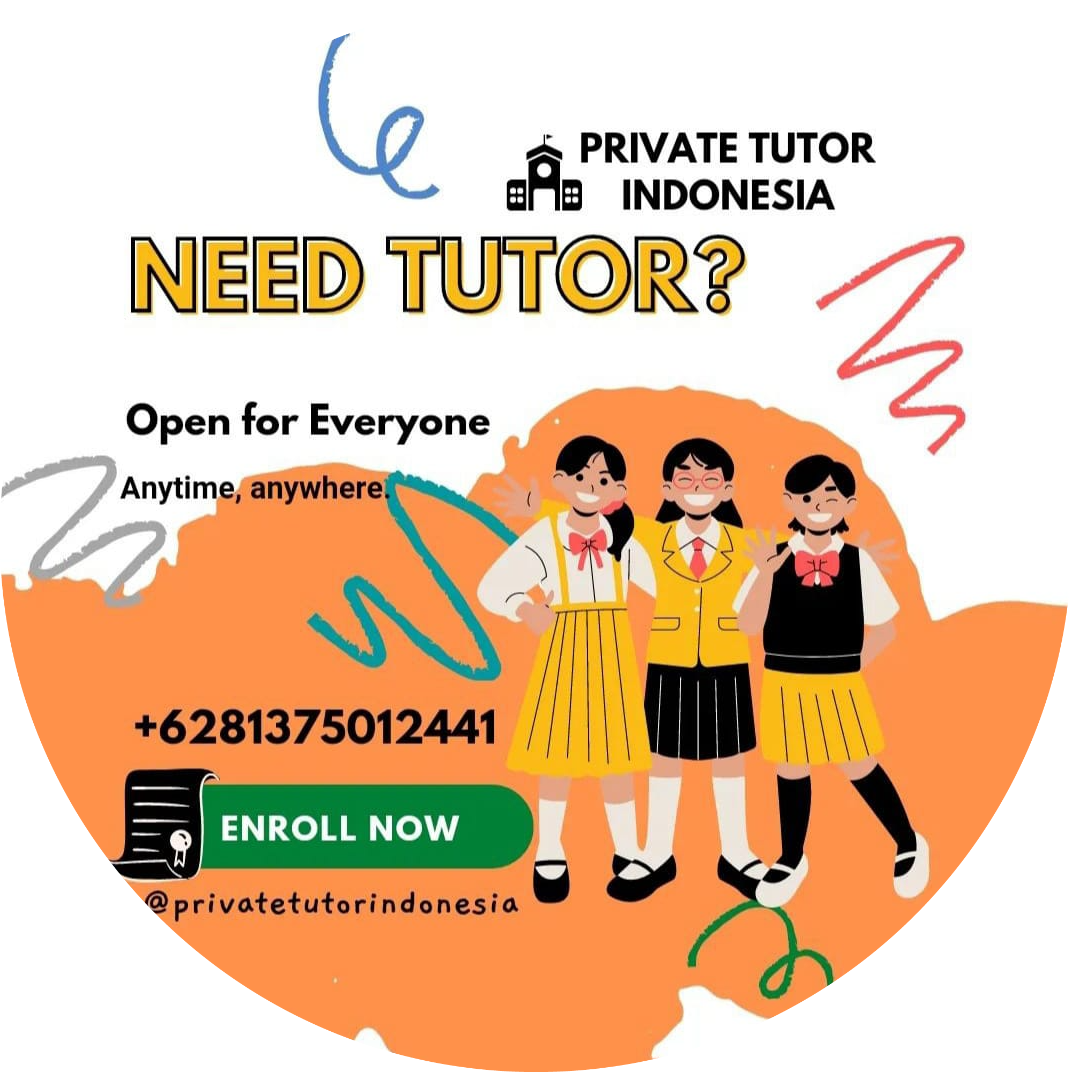 PRIVATE TUTOR
INDONESIA
NEED TUTOR?
Open for Everyone
Anytime, anywhere.
+6281375012441
ENROLL NOW
@privatetutorindonesia